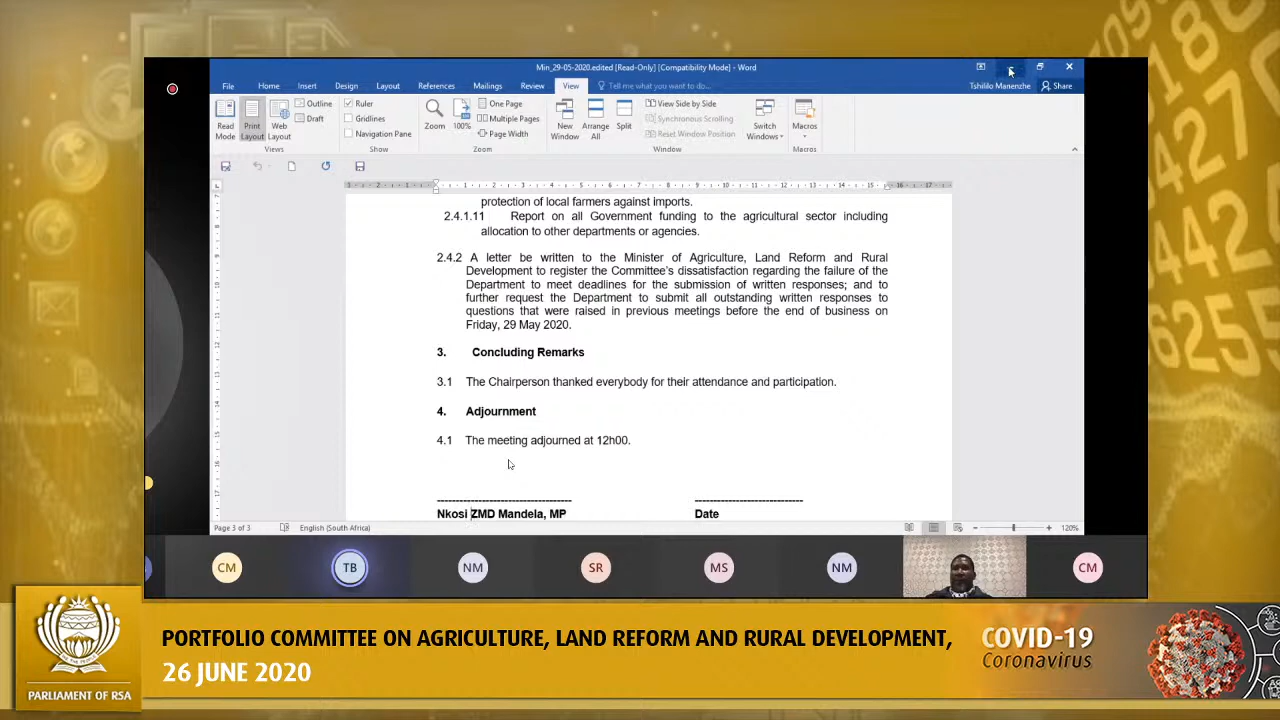 Min_29-05-2020.edited [Read-Only] [Compatibility Mode] - Word
File Home Insert Design Layout References Mailings Review View Tell me what you want to do... Tshililo Manenzhe Share
Read Mode
Print Layout
Web Layout
Outline
Draft
Views
Ruler
Gridlines
Navigation Pane
Show
Zoom
100%
One Page
Multiple Pages
Page Width
Zoom
New Window
Arrange All
Split
View Side by Side
Synchronous Scrolling
Reset Window Position
Window
Switch Windows
Macros
Macros
protection of local farmers against imports.
2.4.1.11 Report on all Government funding to the agricultural sector including
allocation to other departments or agencies.
2.4.2 A letter be written to the Minister of Agriculture, Land Reform and Rural
Development to register the Committee's dissatisfaction regarding the failure of the
Department to meet deadlines for the submission of written responses; and to
further request the Department to submit all outstanding written responses to
questions that were raised in previous meetings before the end of business on
Friday, 29 May 2020.
3. Concluding Remarks
3.1 The Chairperson thanked everybody for their attendance and participation.
4. Adjournment
4.1 The meeting adjourned at 12h00.
Nkosi ZMD Mandela, MP Date
Page 3 of 3 English (South Africa) 120%
CM TB NM SR MS NM CM
PORTFOLIO COMMITTEE ON AGRICULTURE, LAND REFORM AND RURAL DEVELOPMENT,
26 JUNE 2020
COVID-19
Coronavirus
PARLIAMENT OF RSA